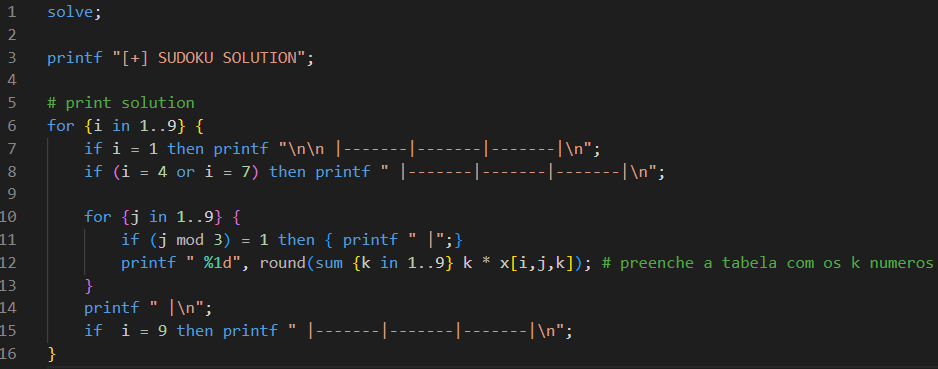 1 solve;
2
3 printf "[+] SUDOKU SOLUTION";
4
5 # print solution
6 for {i in 1..9} {
7     if i = 1 then printf "\n\n |-------|-------|-------|\n";
8     if (i = 4 or i = 7) then printf " |-------|-------|-------|\n";
9
10     for {j in 1..9} {
11         if (j mod 3) = 1 then { printf " |";}
12         printf " %1d", round(sum {k in 1..9} k * x[i,j,k]); # preenche a tabela com os k numeros
13     }
14     printf " |\n";
15     if  i = 9 then printf " |-------|-------|-------|\n";
16 }